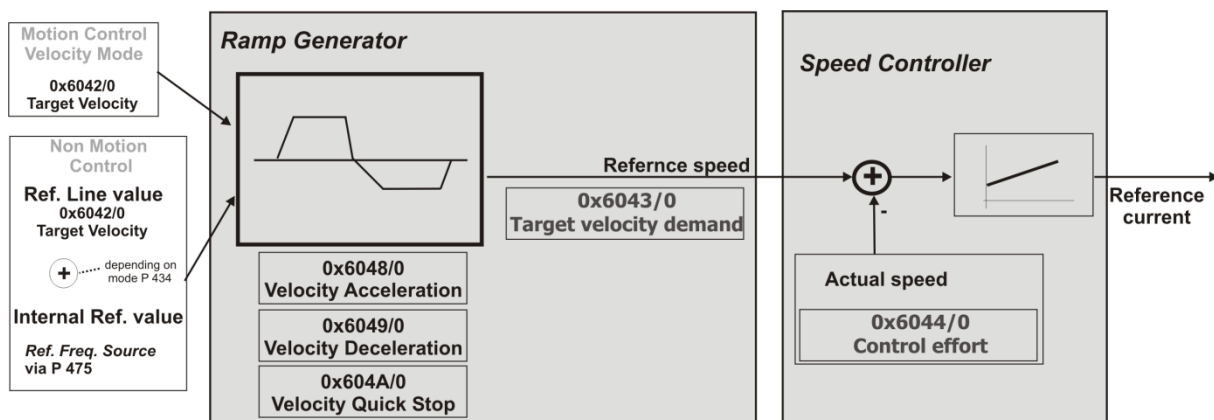 Motion Control
Velocity Mode
0x6042/0
Target Velocity
Non Motion
Control
Ref. Line value
0x6042/0
Target Velocity
+
depending on
mode P 434
Internal Ref. value
Ref. Freq. Source
via P 475
Ramp Generator
0x6048/0
Velocity Acceleration
0x6049/0
Velocity Deceleration
0x604A/0
Velocity Quick Stop
Refernce speed
0x6043/0
Target velocity demand
Speed Controller
+
-
Actual speed
0x6044/0
Control effort
Reference
current